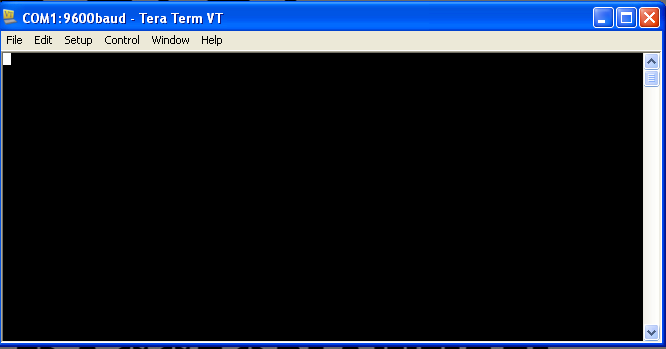 COM1:9600baud - Tera Term VT
File Edit Setup Control Window Help